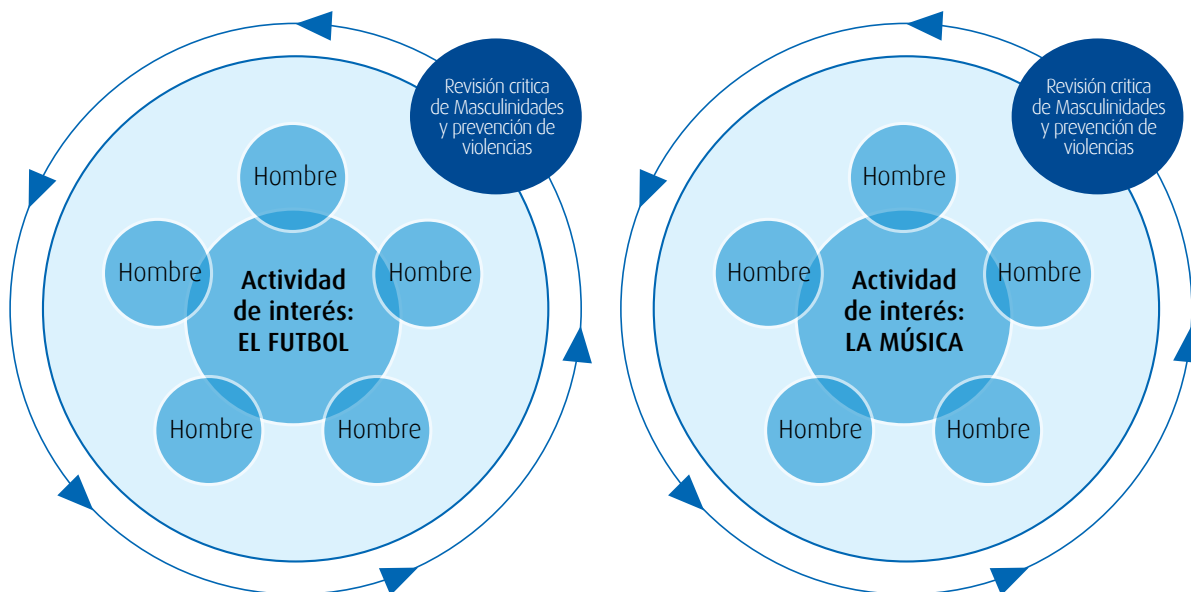 Revisión critica
de Masculinidades
y prevención de
violencias
Hombre
Hombre
Hombre
Actividad
de interés:
EL FUTBOL
Hombre
Hombre
Revisión critica
de Masculinidades
y prevención de
violencias
Hombre
Hombre
Hombre
Actividad
de interés:
LA MÚSICA
Hombre
Hombre